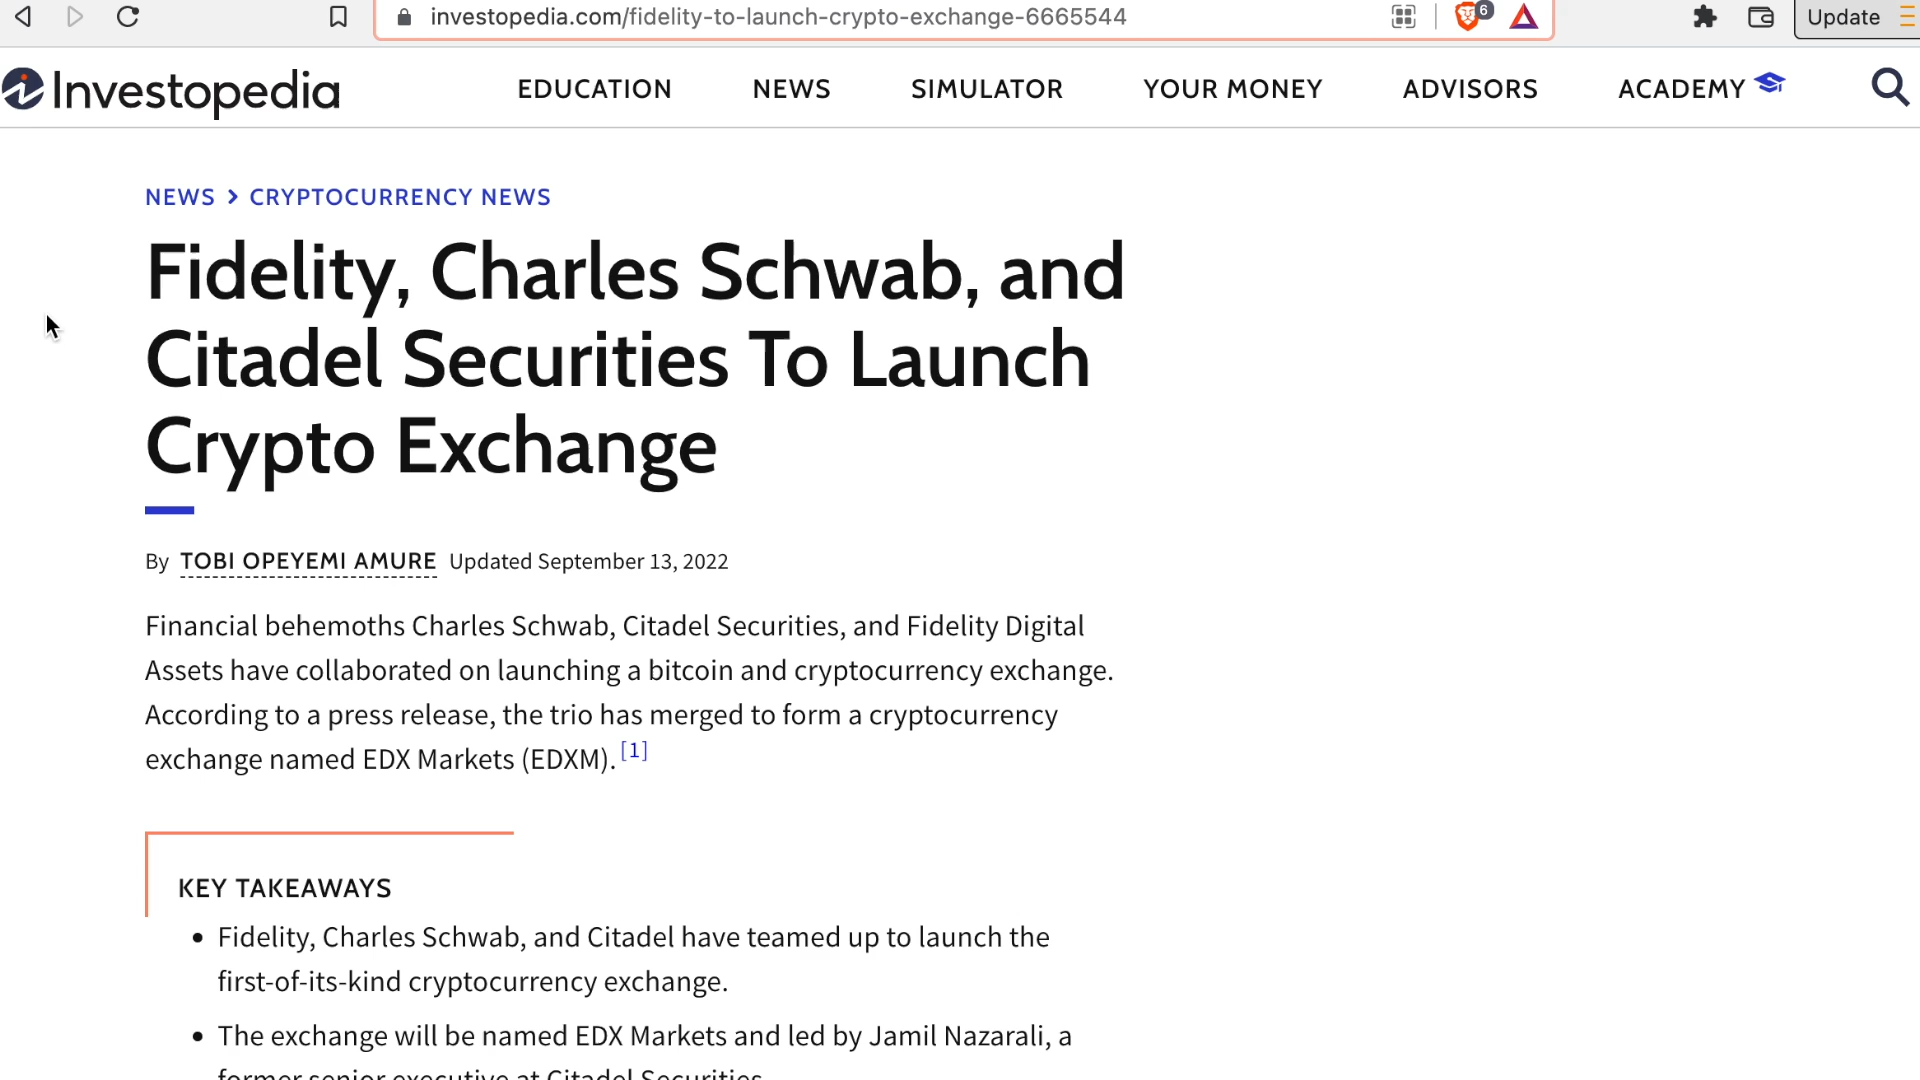 investopedia.com/fidelity-to-launch-crypto-exchange-6665544
6
Update
Investopedia
EDUCATION
NEWS
SIMULATOR
YOUR MONEY
ADVISORS
ACADEMY
NEWS > CRYPTOCURRENCY NEWS
Fidelity, Charles Schwab, and
Citadel Securities To Launch
Crypto Exchange
By TOBI OPEYEMI AMURE Updated September 13, 2022
Financial behemoths Charles Schwab, Citadel Securities, and Fidelity Digital
Assets have collaborated on launching a bitcoin and cryptocurrency exchange.
According to a press release, the trio has merged to form a cryptocurrency
exchange named EDX Markets (EDXM). [1]
KEY TAKEAWAYS
• Fidelity, Charles Schwab, and Citadel have teamed up to launch the
first-of-its-kind cryptocurrency exchange.
• The exchange will be named EDX Markets and led by Jamil Nazarali, a
former senior executive at Citadel Securities.